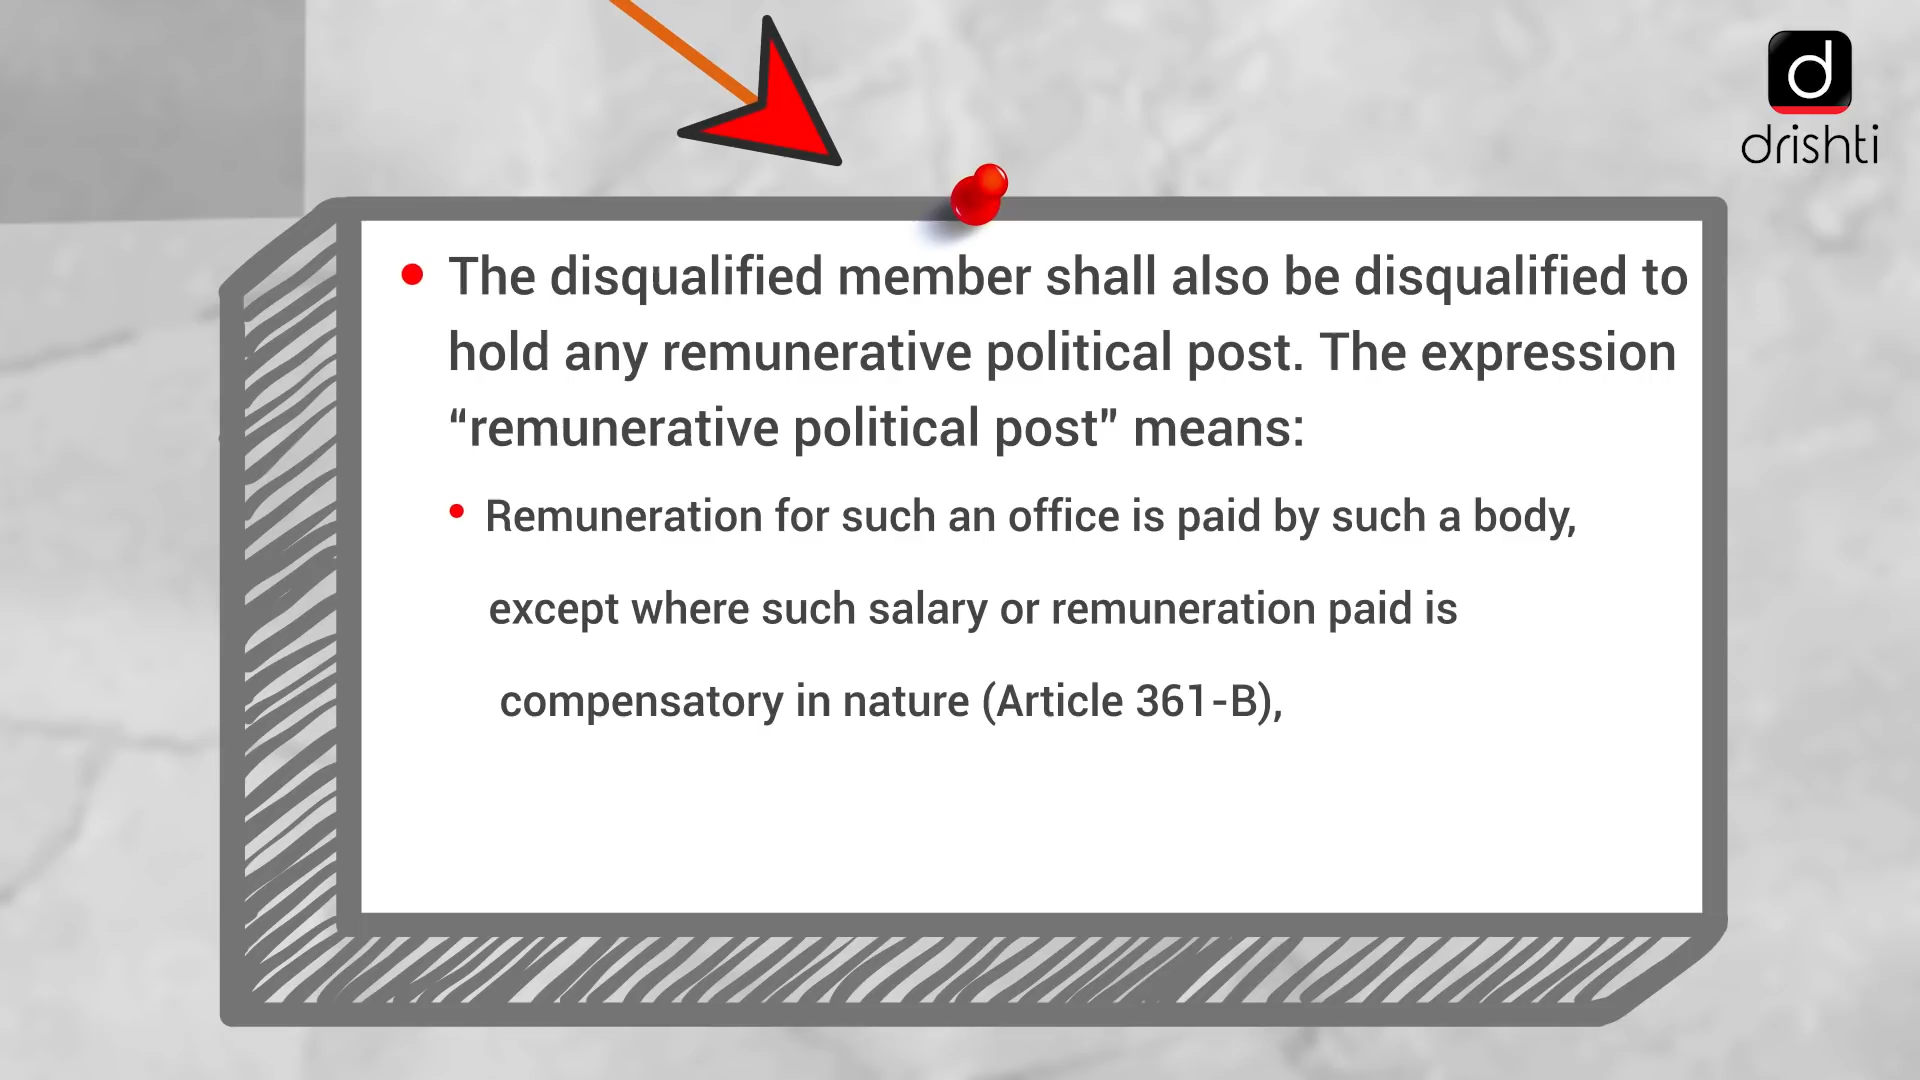 d
drishti
The disqualified member shall also be disqualified to
hold any remunerative political post. The expression
“remunerative political post” means:
Remuneration for such an office is paid by such a body,
except where such salary or remuneration paid is
compensatory in nature (Article 361-B),